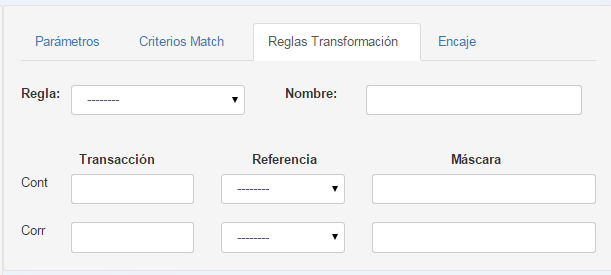 Parámetros Criterios Match Reglas Transformación Encaje
Regla: -------- Nombre:
Transacción Referencia Máscara
Cont --------
Corr --------